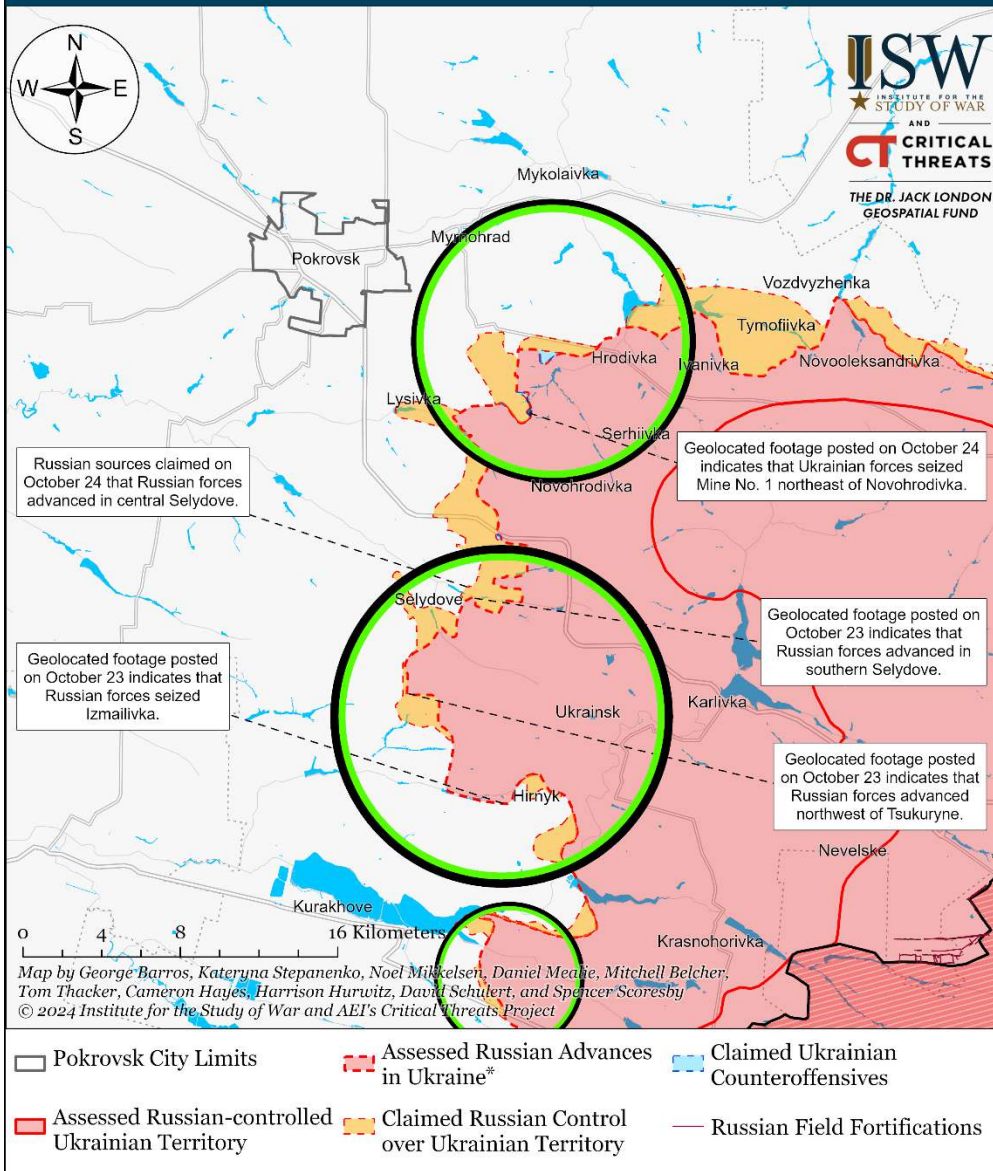 N
W
E
S
ISW
INSTITUTE FOR THE
STUDY OF WAR
AND
CT CRITICAL
THREATS
THE DR. JACK LONDON
GEOSPATIAL FUND
Mykolaivka
Myrnohrad
Pokrovsk
Vozdvyzhenka
Tymofiivka
Hrodivka
Ivanivka
Novooleksandrivka
Lysivka
Serhiivka
Geolocated footage posted on October 24
indicates that Ukrainian forces seized
Mine No. 1 northeast of Novohrodivka.
Russian sources claimed on
October 24 that Russian forces
advanced in central Selydove.
Novohrodivka
Selydove
Geolocated footage posted on
October 23 indicates that
Russian forces advanced in
southern Selydove.
Geolocated footage posted
on October 23 indicates that
Russian forces seized
Izmailivka.
Ukrainsk
Karlivka
Geolocated footage posted
on October 23 indicates that
Russian forces advanced
northwest of Tsukuryne.
Hirnyk
Nevelske
Kurakhove
Krasnohorivka
0 4 8 16 Kilometers
Map by George Barros, Kateryna Stepanenko, Noel Mikkelsen, Daniel Mealie, Mitchell Belcher,
Tom Thacker, Cameron Hayes, Harrison Hurwitz, David Schulert, and Spencer Scoresby
© 2024 Institute for the Study of War and AEI's Critical Threats Project
Pokrovsk City Limits
Assessed Russian Advances
in Ukraine*
Claimed Ukrainian
Counteroffensives
Assessed Russian-controlled
Ukrainian Territory
Claimed Russian Control
over Ukrainian Territory
Russian Field Fortifications